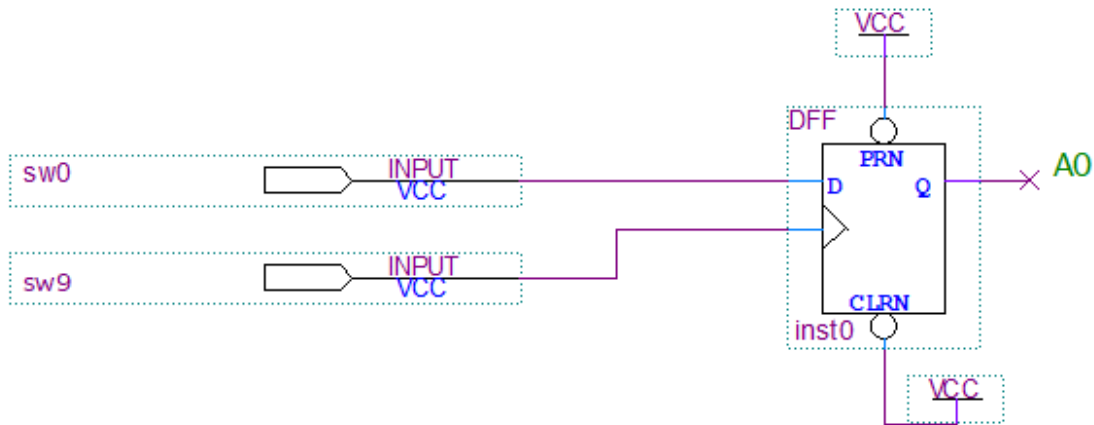 VCC
DFF
sw0
INPUT
VCC
PRN
D
Q
A0
sw9
INPUT
VCC
CLRN
inst0
VCC